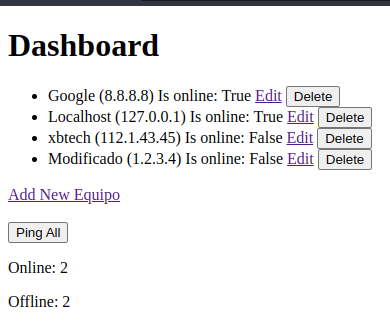 Dashboard
Google (8.8.8.8) Is online: True Edit Delete
Localhost (127.0.0.1) Is online: True Edit Delete
xbtech (112.1.43.45) Is online: False Edit Delete
Modificado (1.2.3.4) Is online: False Edit Delete
Add New Equipo
Ping All
Online: 2
Offline: 2